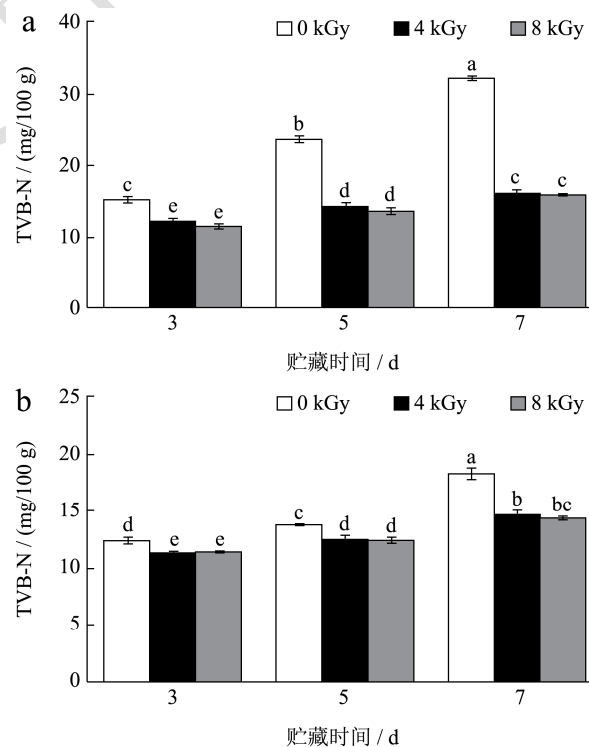 a
0 kGy 4 kGy 8 kGy
TVB-N / (mg/100 g)
40
30
20
10
0
c e e
b d d
a c c
3 5 7
贮藏时间 / d
b
0 kGy 4 kGy 8 kGy
TVB-N / (mg/100 g)
25
20
15
10
5
0
d e e
c d d
a b bc
3 5 7
贮藏时间 / d